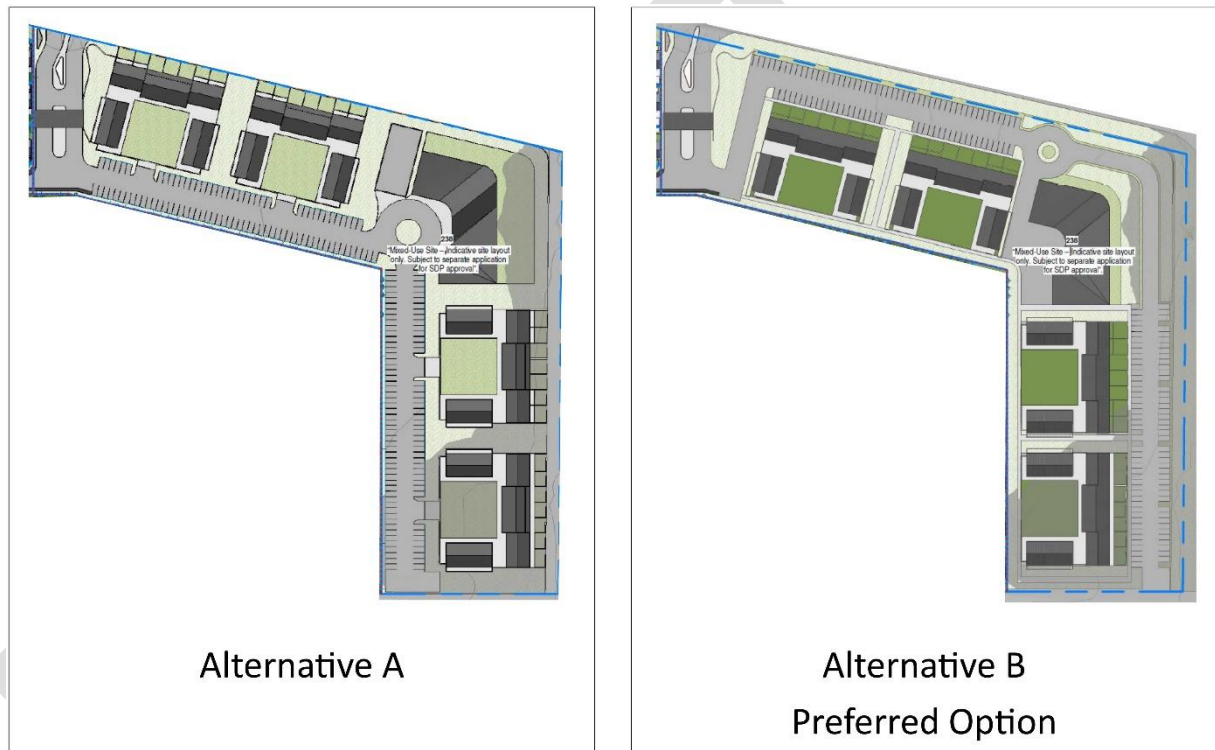 238
"Mixed-Use Site – Indicative site layout
only. Subject to separate application
for SDP approval".
Alternative A
238
"Mixed-Use Site – Indicative site layout
only. Subject to separate application
for SDP approval".
Alternative B
Preferred Option